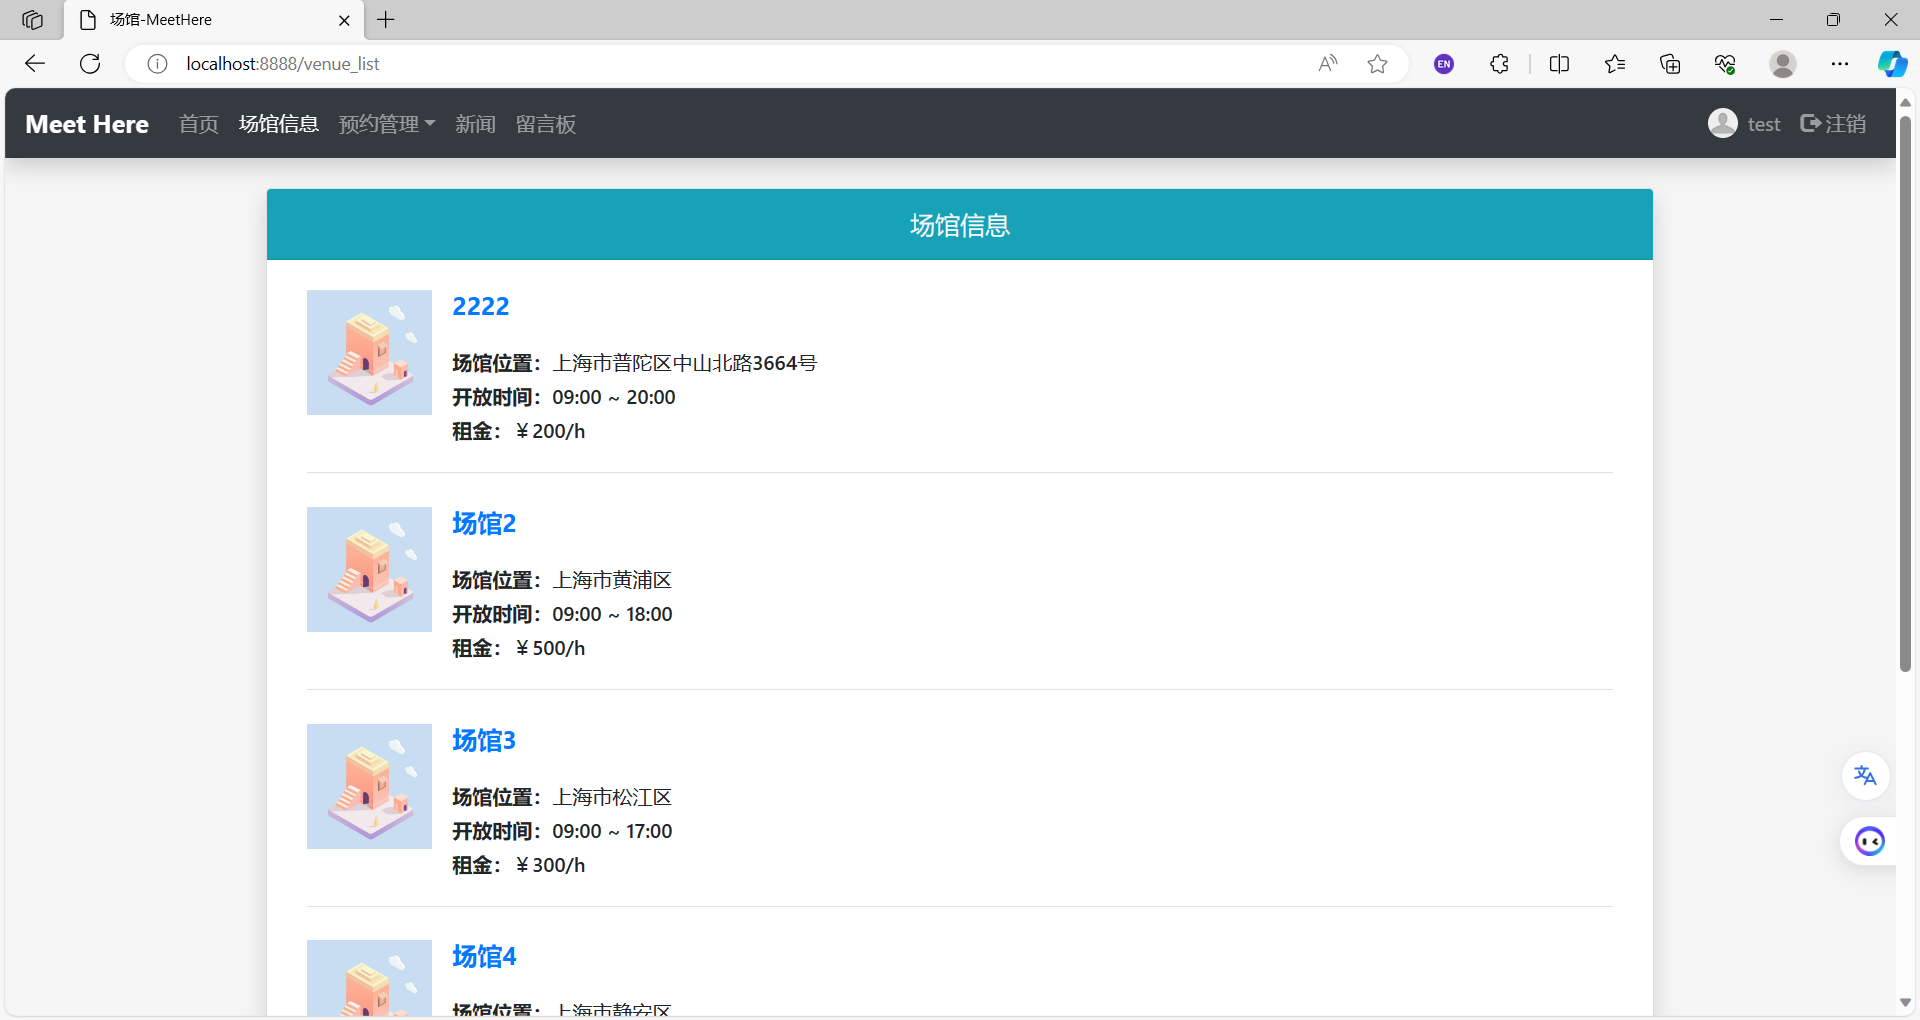 场馆-MeetHere
localhost:8888/venue_list
EN
Meet Here 首页 场馆信息 预约管理 新闻 留言板 test 注销
场馆信息
2222
场馆位置：上海市普陀区中山北路3664号
开放时间：09:00 ~ 20:00
租金：￥200/h
场馆2
场馆位置：上海市黄浦区
开放时间：09:00 ~ 18:00
租金：￥500/h
场馆3
场馆位置：上海市松江区
开放时间：09:00 ~ 17:00
租金：￥300/h
场馆4
场馆位置：上海市静安区